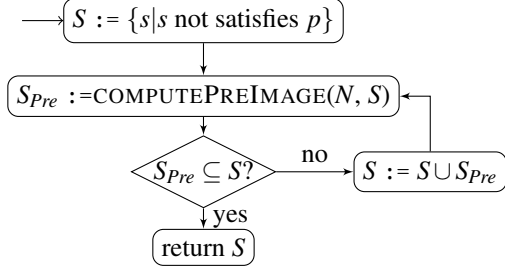 S := {s|s not satisfies p}
S_Pre :=COMPUTEPREIMAGE(N, S)
S_Pre ⊆ S?
no
S := S ∪ S_Pre
yes
return S